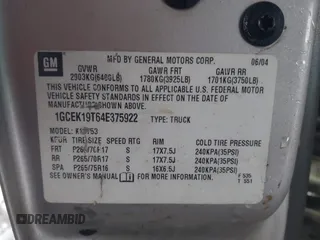 GM
MFD BY GENERAL MOTORS CORP. 06/04
GVWR GAWR FRT GAWR RR
2903KG(6400LB) 1780KG(3925LB) 1701KG(3750LB)
THIS VEHICLE CONFORMS TO ALL APPLICABLE U.S. FEDERAL MOTOR
VEHICLE SAFETY STANDARDS IN EFFECT ON THE DATE OF
MANUFACTURE SHOWN ABOVE.
1GCEK19T64E375922 TYPE: TRUCK
MODEL:
TIRE SIZE SPEED RTG RIM COLD TIRE PRESSURE
FRT S 17X7.5J 240KPA(35PSI)
RR P265/70R17 S 17X7.5J 240KPA(35PSI)
SPA P265/75R16 S 16X6.5J 240KPA(35PSI)
SEE OWNER'S MANUAL FOR ADDITIONAL INFORMATION
DREAMBID